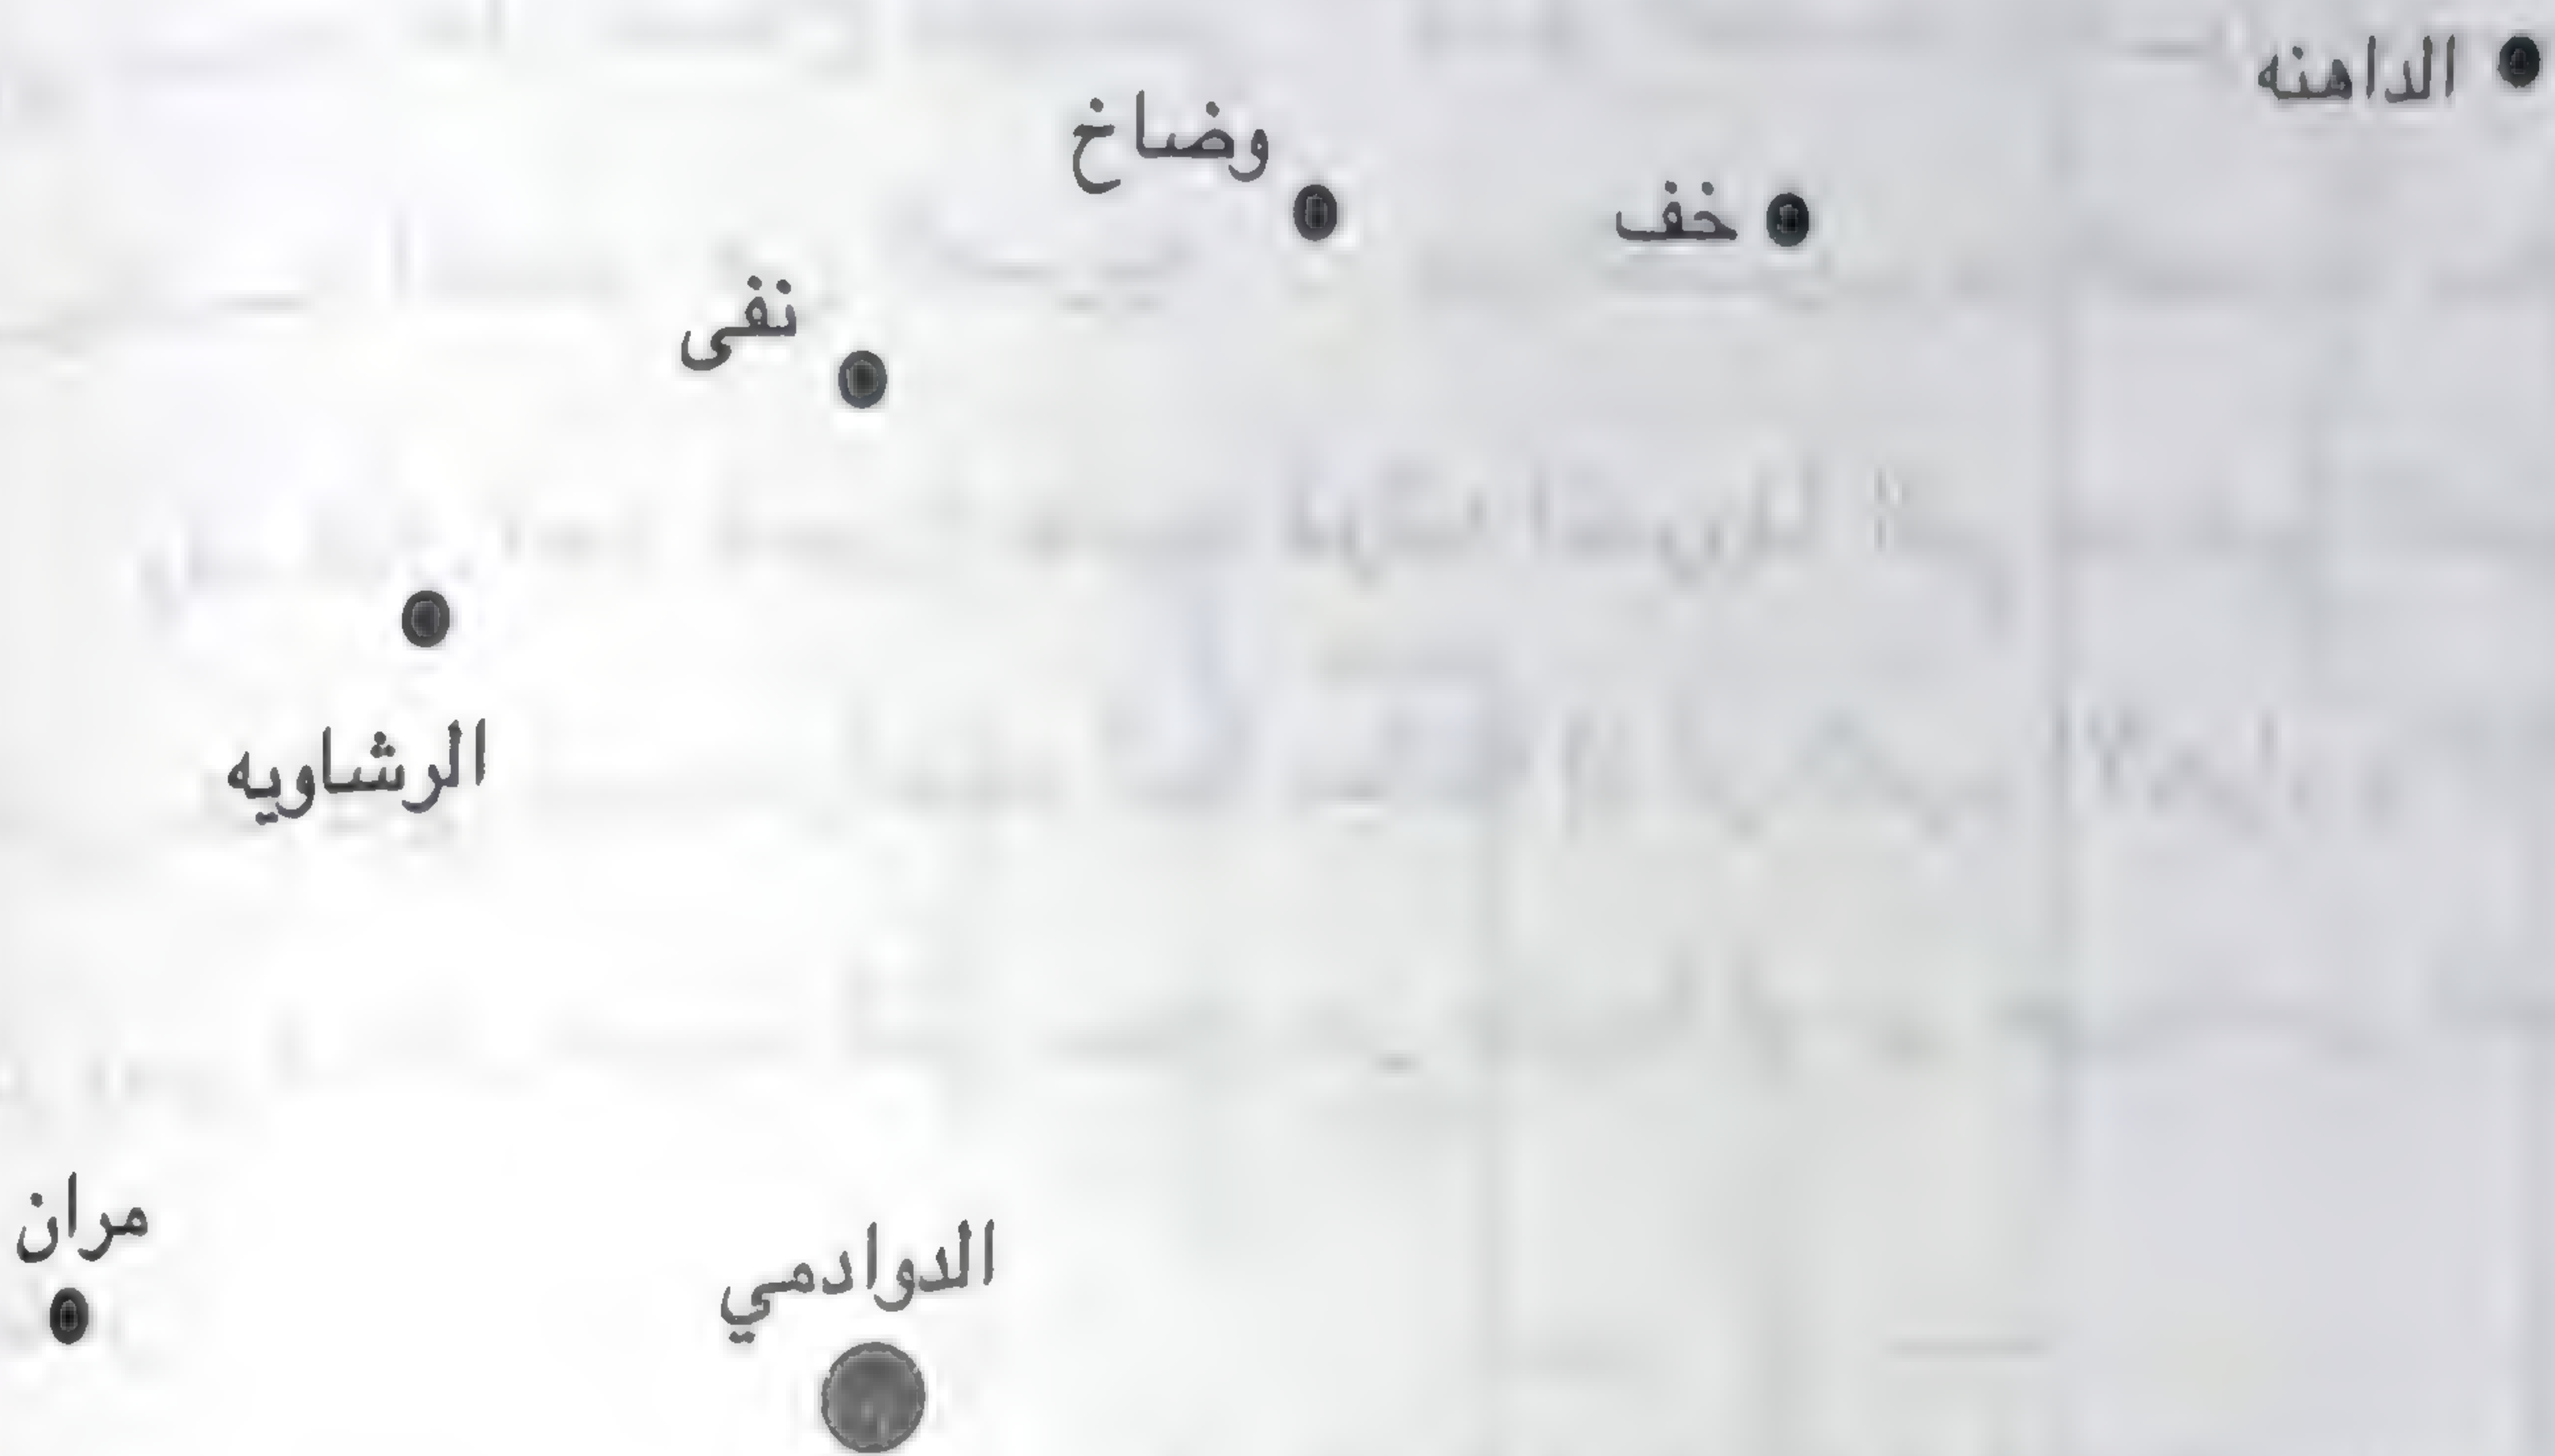 الداهنه
وضاخ
خف
نفى
الرشاويه
مران
الدوادمي